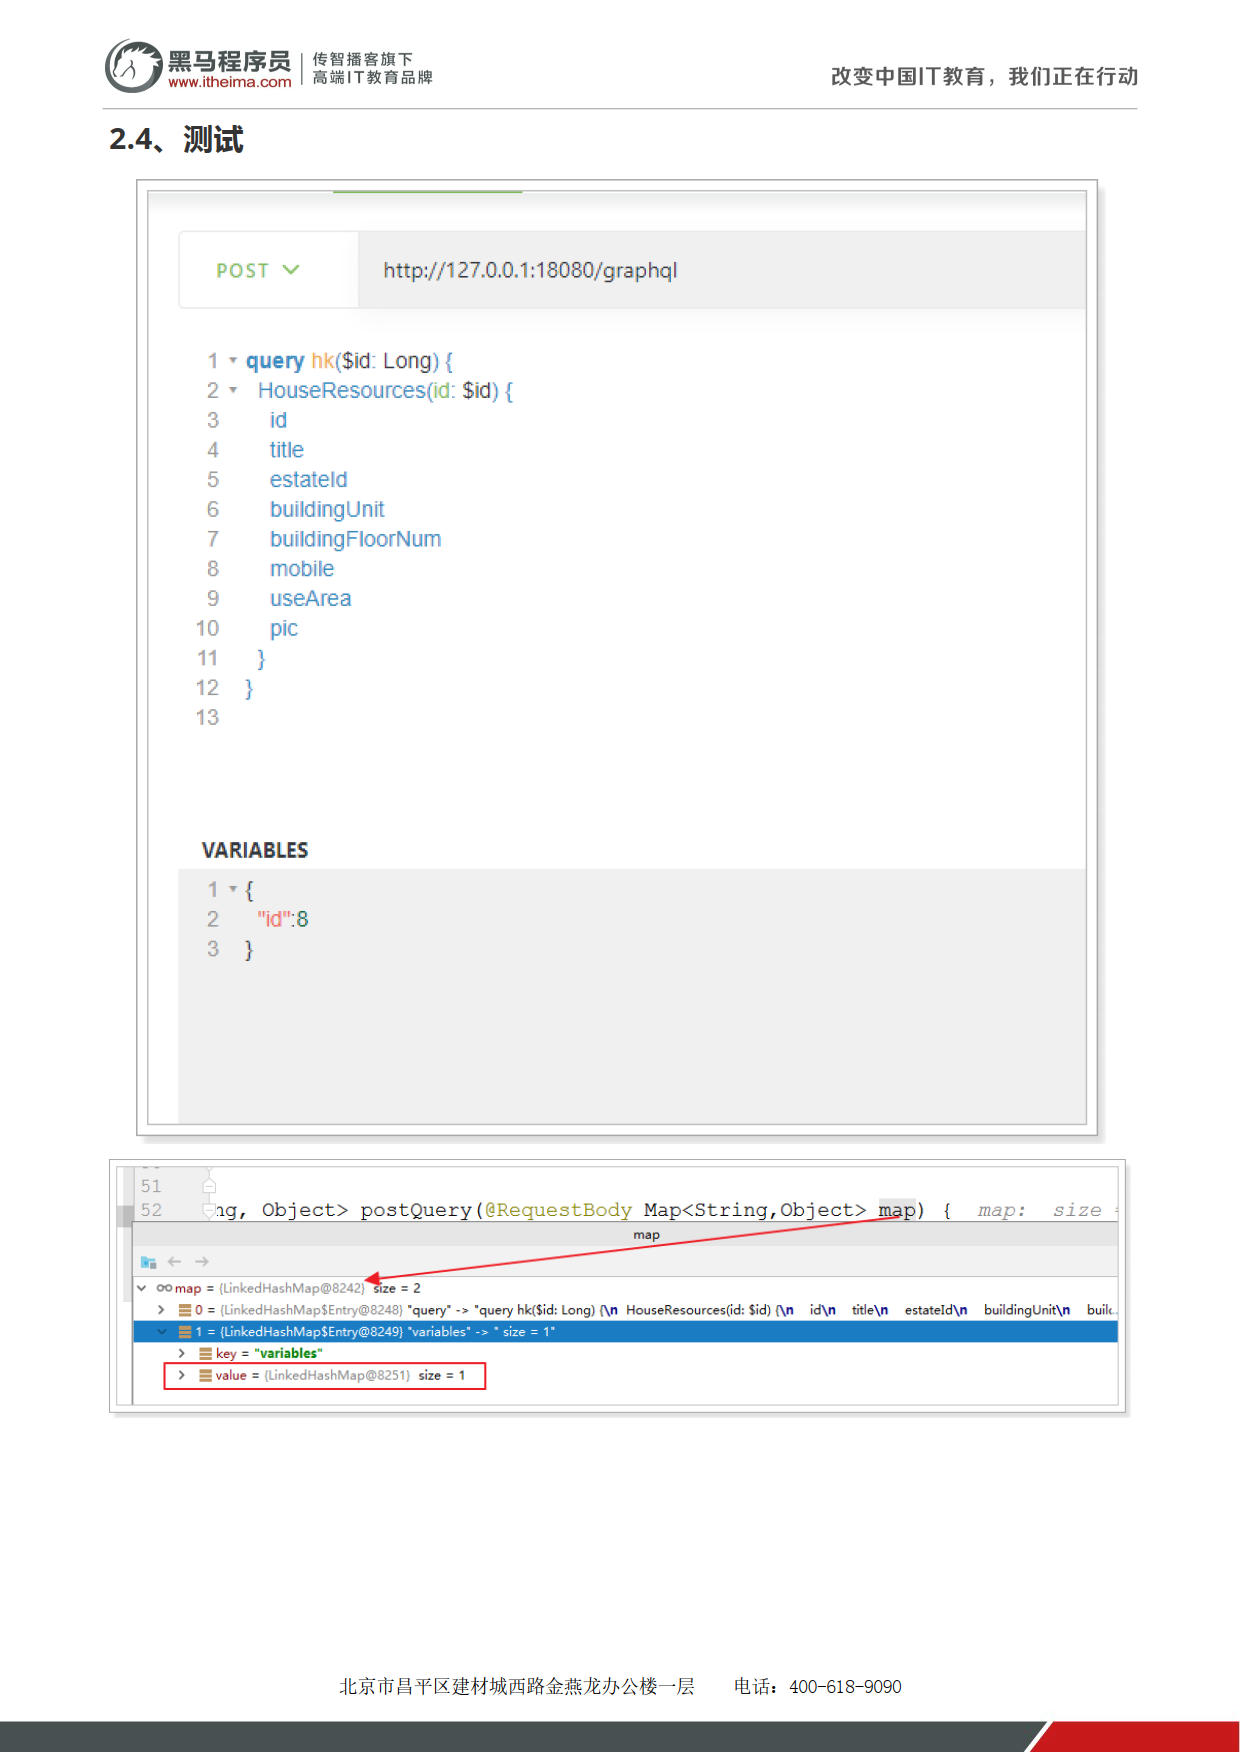 黑马程序员
www.itheima.com
传智播客旗下
高端IT教育品牌
改变中国IT教育，我们正在行动
2.4、测试
POST
http://127.0.0.1:18080/graphql
1 query hk($id: Long) {
2 HouseResources(id: $id) {
3 id
4 title
5 estateId
6 buildingUnit
7 buildingFloorNum
8 mobile
9 useArea
10 pic
11 }
12 }
13
VARIABLES
1 {
2 "id":8
3 }
51
52 ng, Object> postQuery(@RequestBody Map<String,Object> map) { map: size
map
map = {LinkedHashMap@8242} size = 2
0 = {LinkedHashMap$Entry@8248} "query" -> "query hk($id: Long) {\n HouseResources(id: $id) {\n id\n title\n estateId\n buildingUnit\n build...
1 = {LinkedHashMap$Entry@8249} "variables" -> " size = 1"
key = "variables"
value = {LinkedHashMap@8251} size = 1
北京市昌平区建材城西路金燕龙办公楼一层 电话：400-618-9090